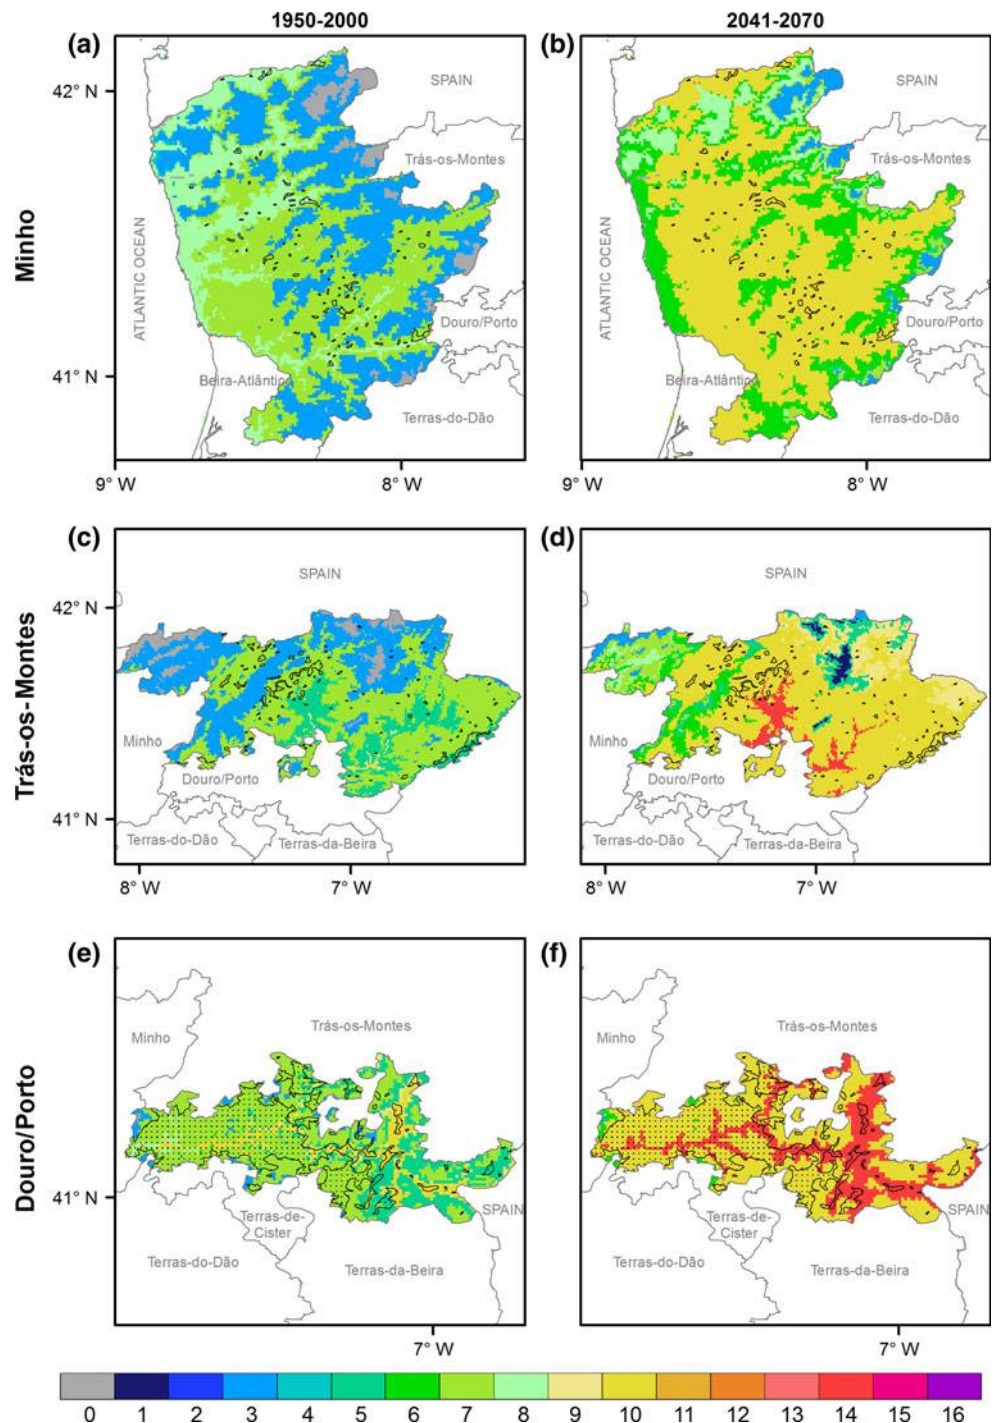 1950-2000
2041-2070
(a)
(b)
Minho
42° N
41° N
9° W
8° W
9° W
8° W
SPAIN
Trás-os-Montes
ATLANTIC OCEAN
Douro/Porto
Beira-Atlântico
Terras-do-Dão
SPAIN
Trás-os-Montes
ATLANTIC OCEAN
Douro/Porto
Beira-Atlântico
Terras-do-Dão
(c)
(d)
Trás-os-Montes
42° N
41° N
SPAIN
Minho
Douro/Porto
Terras-do-Dão
Terras-da-Beira
SPAIN
Minho
Douro/Porto
Terras-do-Dão
Terras-da-Beira
8° W
7° W
8° W
7° W
(e)
(f)
Douro/Porto
41° N
Minho
Trás-os-Montes
SPAIN
Terras-de-
Cister
Terras-do-Dão
Terras-da-Beira
Minho
Trás-os-Montes
SPAIN
Terras-de-
Cister
Terras-do-Dão
Terras-da-Beira
7° W
7° W
0 1 2 3 4 5 6 7 8 9 10 11 12 13 14 15 16